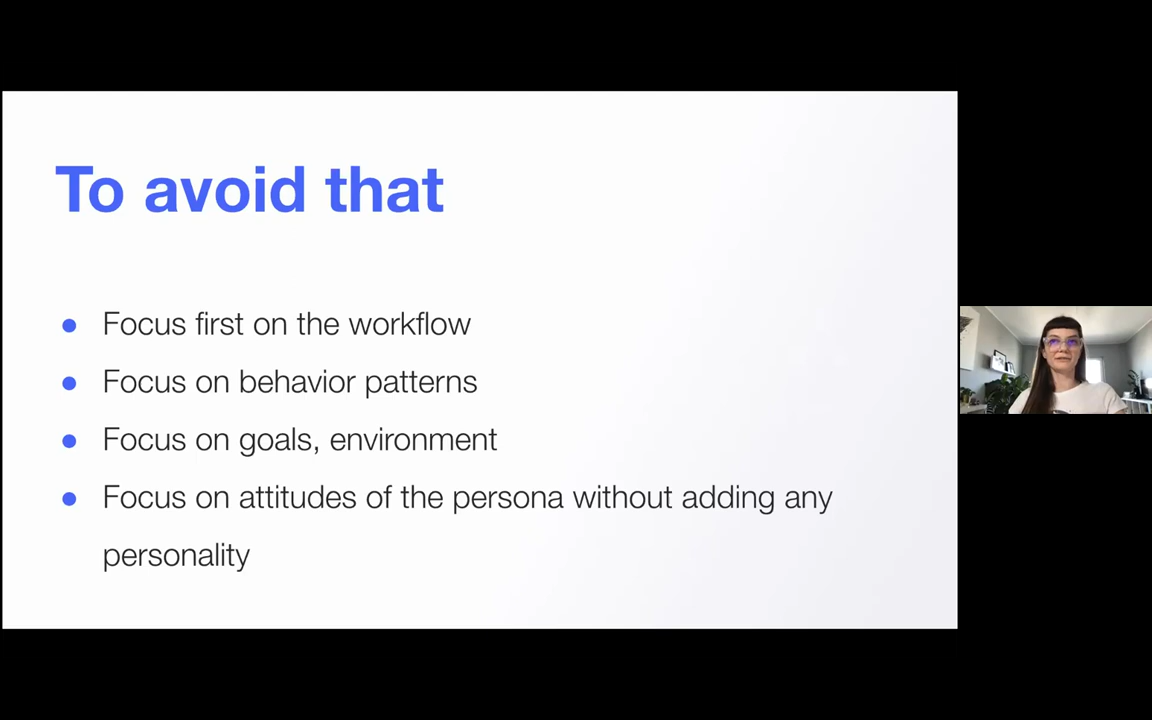 To avoid that
● Focus first on the workflow
● Focus on behavior patterns
● Focus on goals, environment
● Focus on attitudes of the persona without adding any
personality